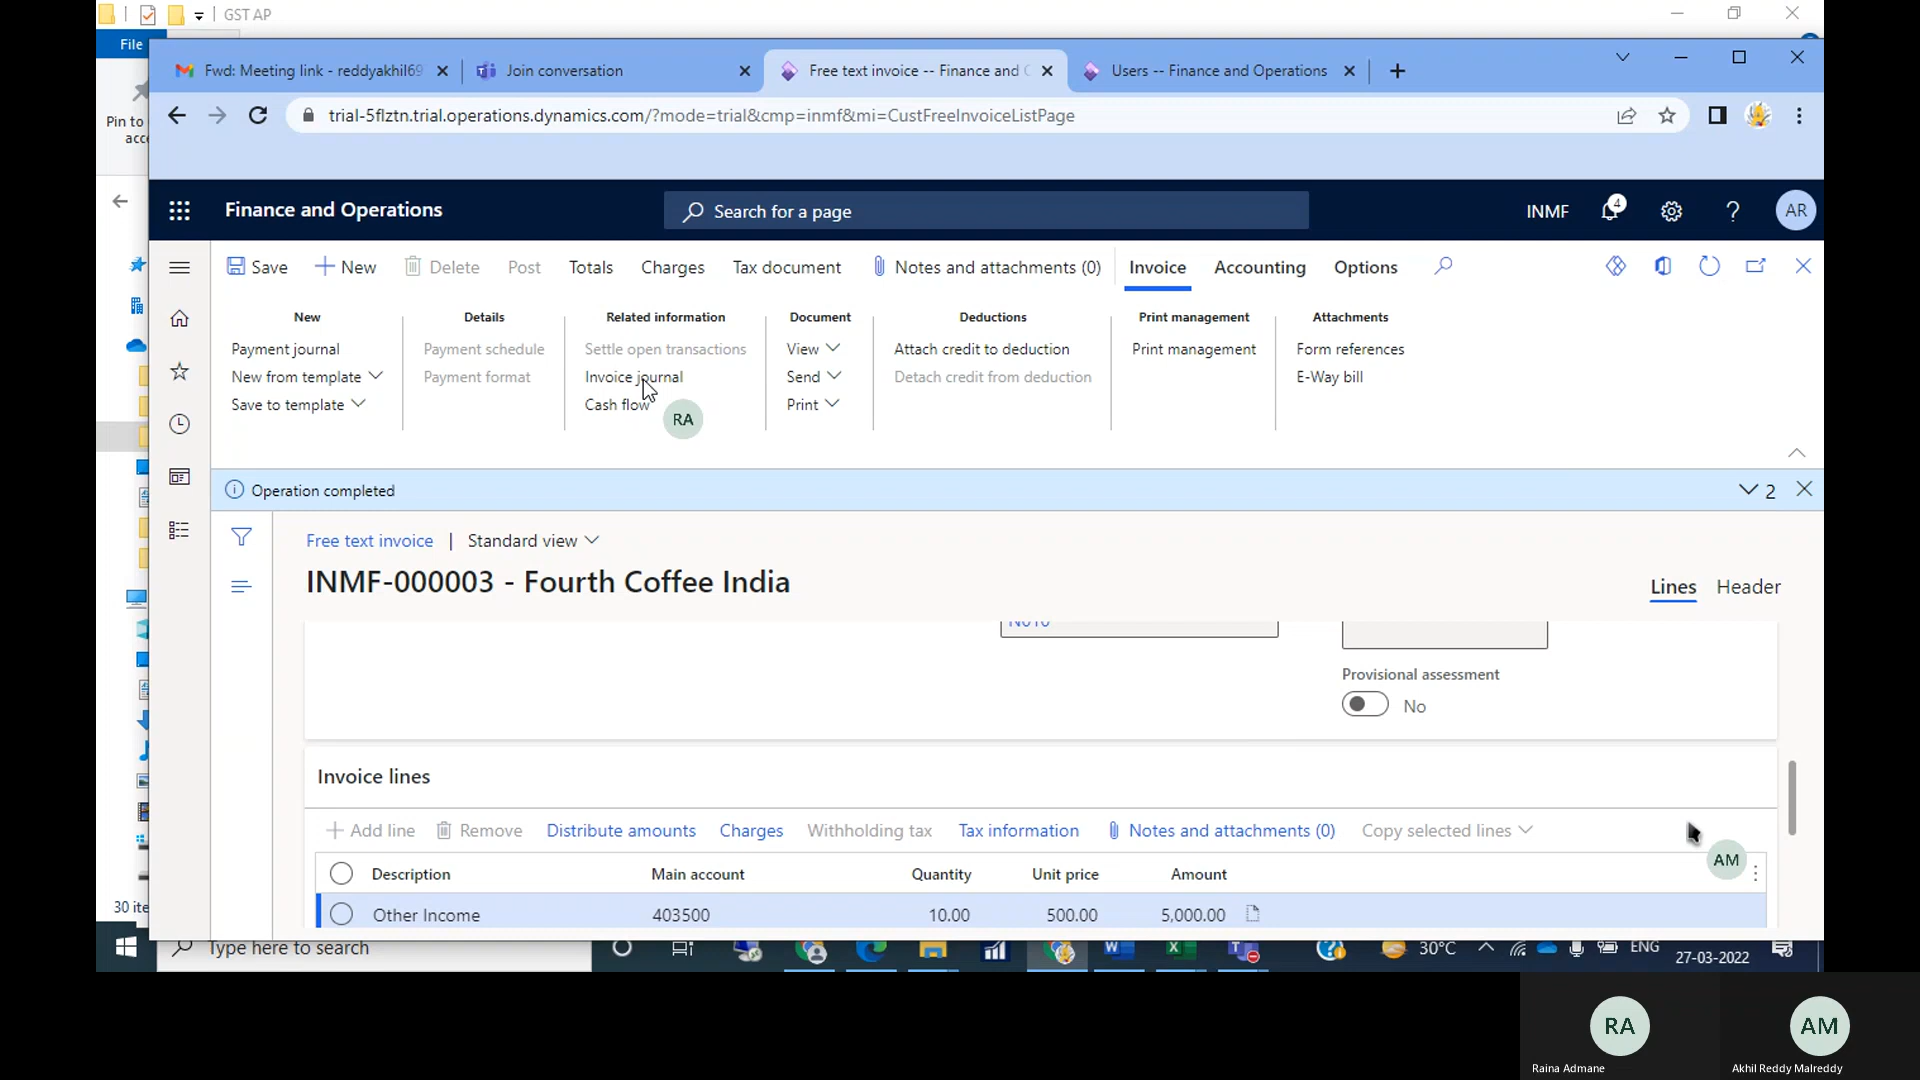 GST AP
File
Fwd: Meeting link - reddyakhil69
Join conversation
Free text invoice -- Finance and O
Users -- Finance and Operations
Pin to
acce
trial-5flztn.trial.operations.dynamics.com/?mode=trial&cmp=inmf&mi=CustFreeInvoiceListPage
Finance and Operations
Search for a page
INMF
4
?
AR
Save
New
Delete
Post
Totals
Charges
Tax document
Notes and attachments (0)
Invoice
Accounting
Options
New
Details
Related information
Document
Deductions
Print management
Attachments
Payment journal
Payment schedule
Settle open transactions
View
Attach credit to deduction
Print management
Form references
New from template
Payment format
Invoice journal
Send
Detach credit from deduction
E-Way bill
Save to template
Cash flow
Print
RA
Operation completed
2
Free text invoice | Standard view
INMF-000003 - Fourth Coffee India
Lines
Header
Provisional assessment
No
Invoice lines
Add line
Remove
Distribute amounts
Charges
Withholding tax
Tax information
Notes and attachments (0)
Copy selected lines
AM
Description
Main account
Quantity
Unit price
Amount
Other Income
403500
10.00
500.00
5,000.00
30 ite
Type here to search
30°C
ENG
27-03-2022
RA
AM
Raina Admane
Akhil Reddy Malreddy